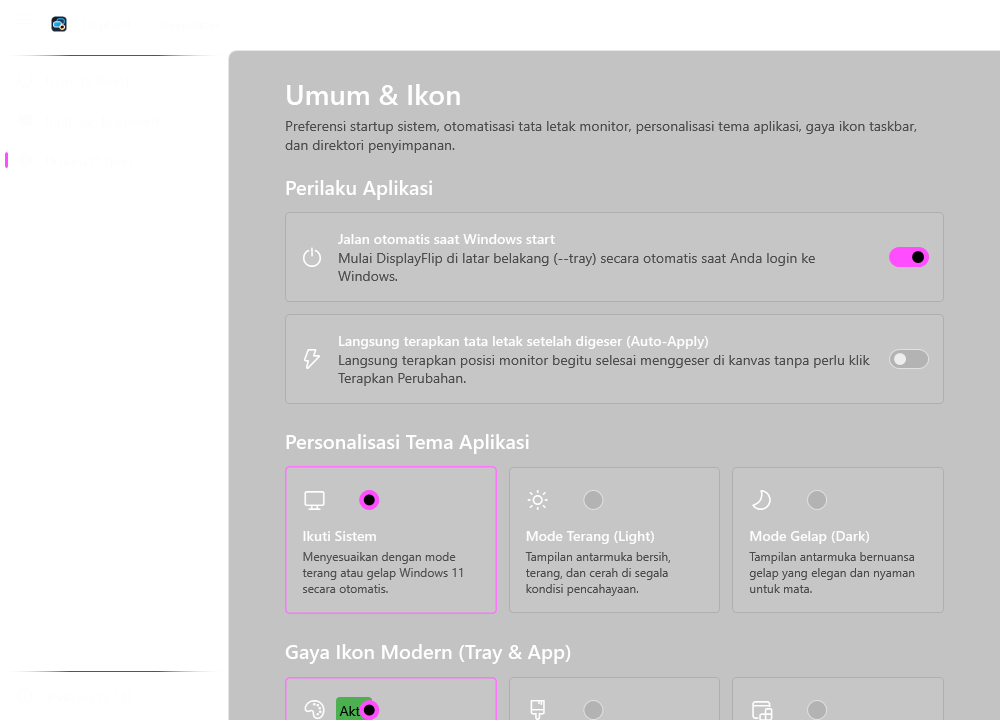 Umum & Ikon
Preferensi startup sistem, otomatisasi tata letak monitor, personalisasi tema aplikasi, gaya ikon taskbar,
dan direktori penyimpanan.
Perilaku Aplikasi
Jalan otomatis saat Windows start
Mulai DisplayFlip di latar belakang (--tray) secara otomatis saat Anda login ke
Windows.
Langsung terapkan tata letak setelah digeser (Auto-Apply)
Langsung terapkan posisi monitor begitu selesai menggeser di kanvas tanpa perlu klik
Terapkan Perubahan.
Personalisasi Tema Aplikasi
Ikuti Sistem
Menyesuaikan dengan mode
terang atau gelap Windows 11
secara otomatis.
Mode Terang (Light)
Tampilan antarmuka bersih,
terang, dan cerah di segala
kondisi pencahayaan.
Mode Gelap (Dark)
Tampilan antarmuka bernuansa
gelap yang elegan dan nyaman
untuk mata.
Gaya Ikon Modern (Tray & App)
Akt